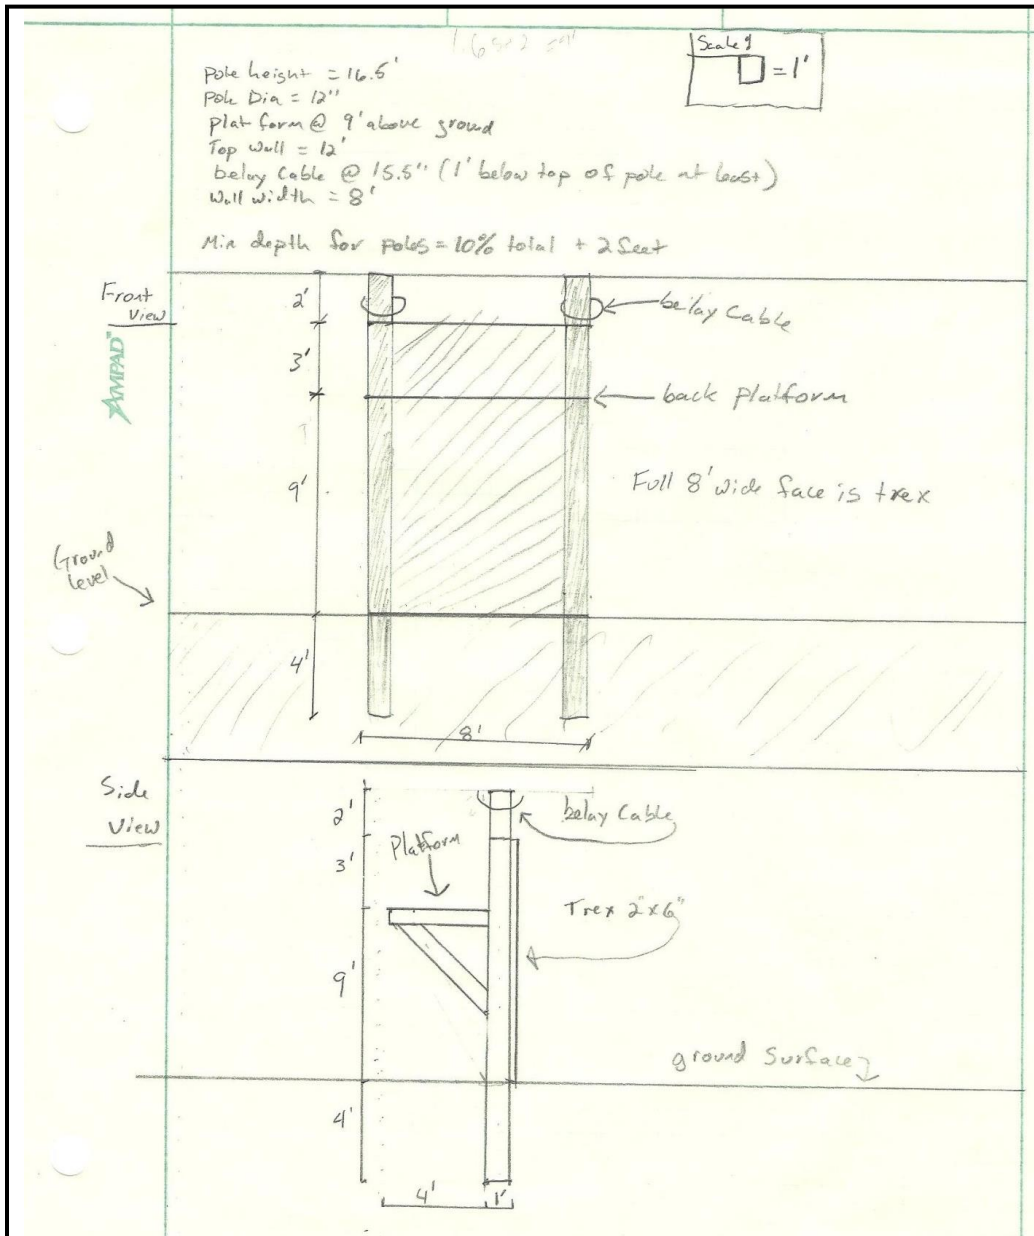 Scale
= 1'
Pole height = 16.5'
Pole Dia = 12"
platform @ 9' above ground
Top Wall = 12'
belay Cable @ 15.5" (1' below top of pole at least)
Wall width = 8'
Min depth for poles = 10% total + 2 feet
Front
View
2'
belay Cable
3'
back platform
AMPAD
9'
Full 8' wide face is trex
Ground
level
4'
8'
Side
View
2'
belay Cable
Platform
3'
Trex 2"x6"
9'
ground Surface
4'
4'
1'